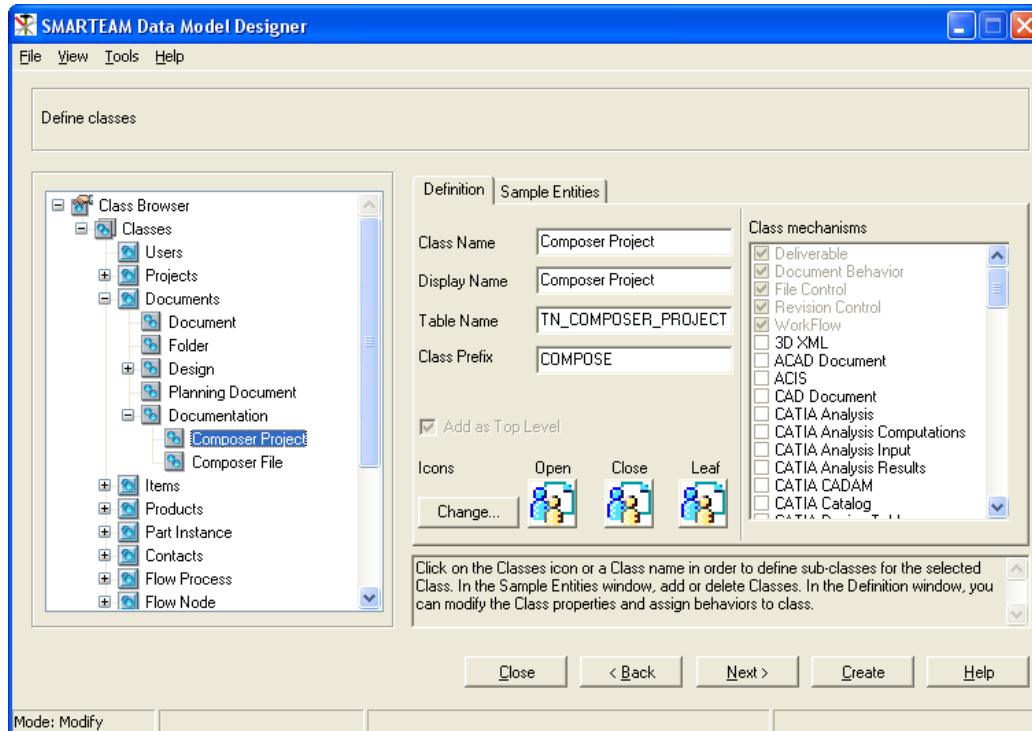 SMARTEAM Data Model Designer
File View Tools Help
Define classes
Class Browser
Classes
Users
Projects
Documents
Document
Folder
Design
Planning Document
Documentation
Composer Project
Composer File
Items
Products
Part Instance
Contacts
Flow Process
Flow Node
Definition Sample Entities
Class Name Composer Project
Display Name Composer Project
Table Name TN_COMPOSER_PROJECT
Class Prefix COMPOSE
Add as Top Level
Icons Open Close Leaf
Change...
Class mechanisms
Deliverable
Document Behavior
File Control
Revision Control
WorkFlow
3D XML
ACAD Document
ACIS
CAD Document
CATIA Analysis
CATIA Analysis Computations
CATIA Analysis Input
CATIA Analysis Results
CATIA CADAM
CATIA Catalog
Click on the Classes icon or a Class name in order to define sub-classes for the selected
Class. In the Sample Entities window, add or delete Classes. In the Definition window, you
can modify the Class properties and assign behaviors to class.
Close < Back Next > Create Help
Mode: Modify